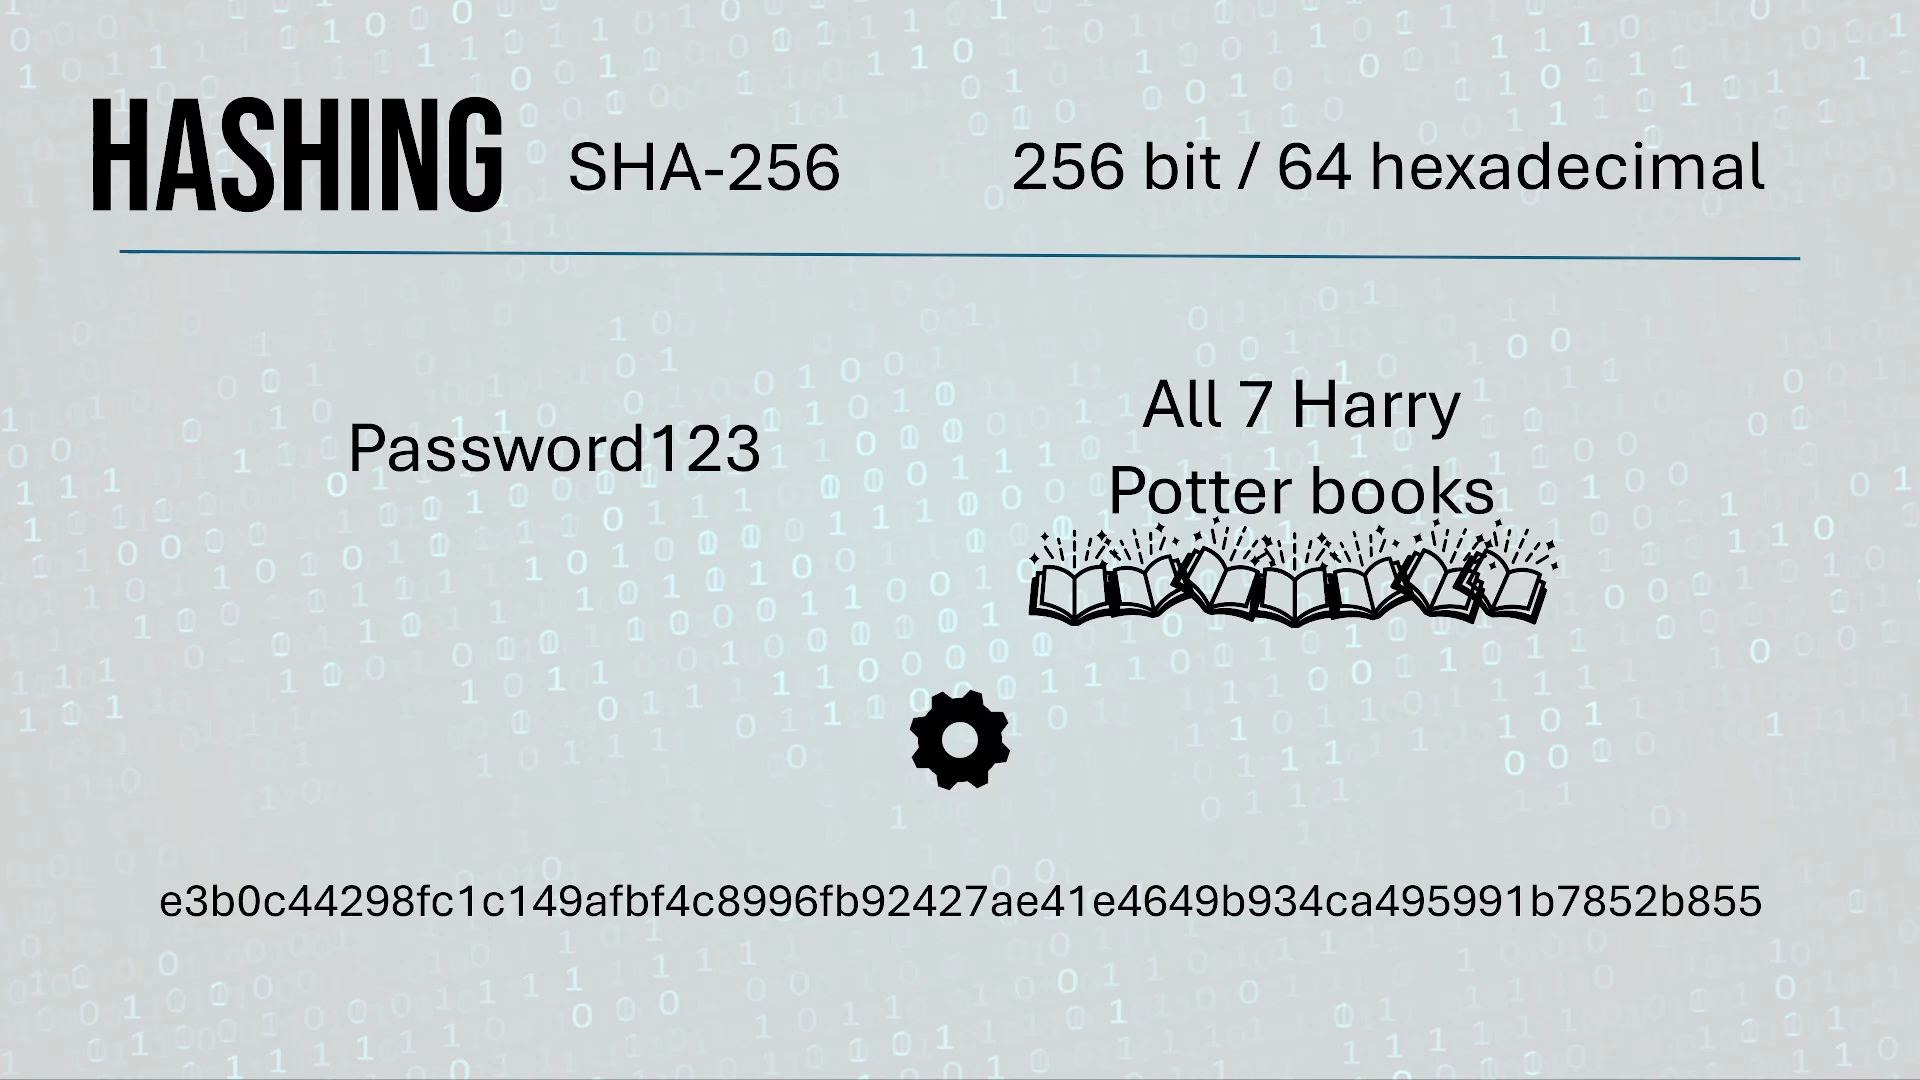 HASHING SHA-256 256 bit / 64 hexadecimal
Password123
All 7 Harry
Potter books
e3b0c44298fc1c149afbf4c8996fb92427ae41e4649b934ca495991b7852b855